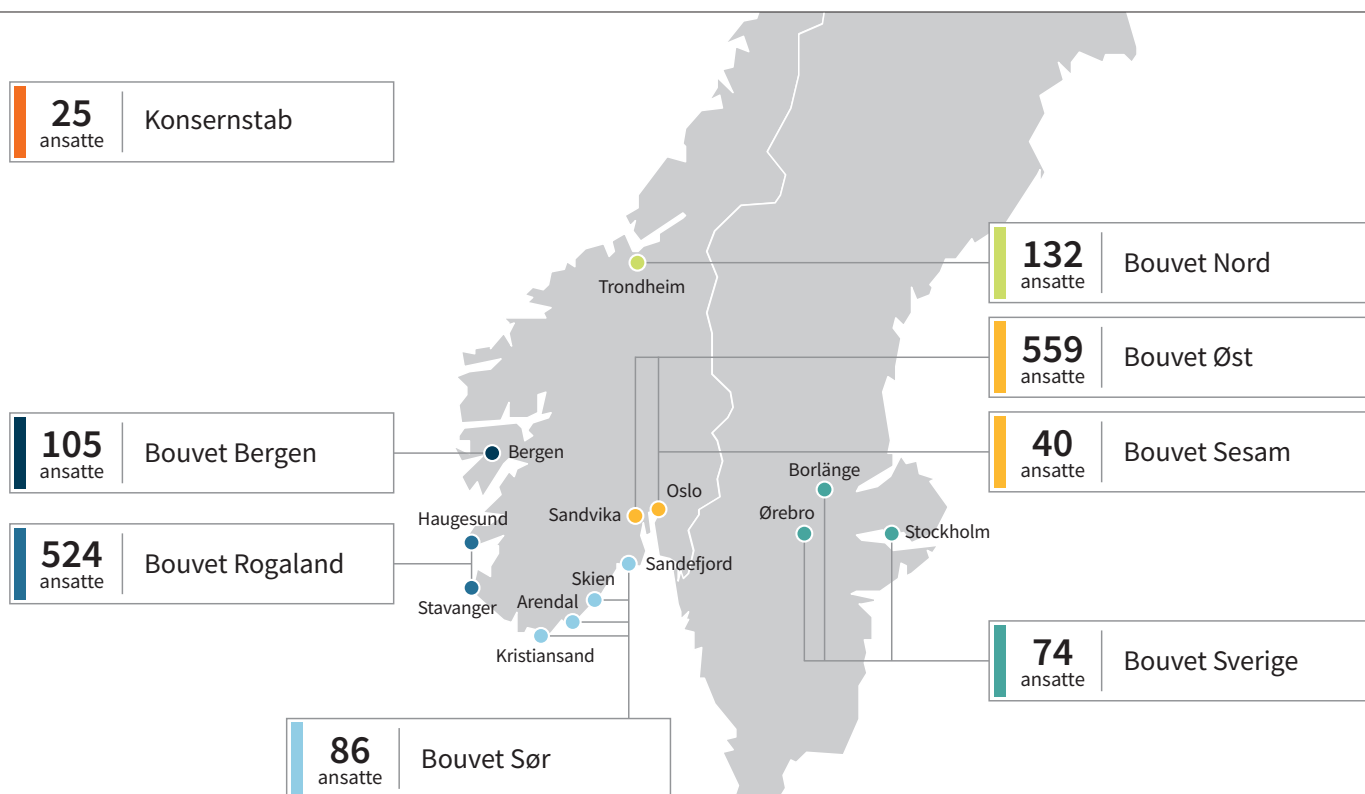 25
ansatte
Konsernstab
132
ansatte
Bouvet Nord
Trondheim
559
ansatte
Bouvet Øst
105
ansatte
Bouvet Bergen
Bergen
40
ansatte
Bouvet Sesam
Borlänge
Oslo
Sandvika
Ørebro
Haugesund
Stockholm
524
ansatte
Bouvet Rogaland
Sandefjord
Skien
Arendal
Stavanger
Kristiansand
74
ansatte
Bouvet Sverige
86
ansatte
Bouvet Sør